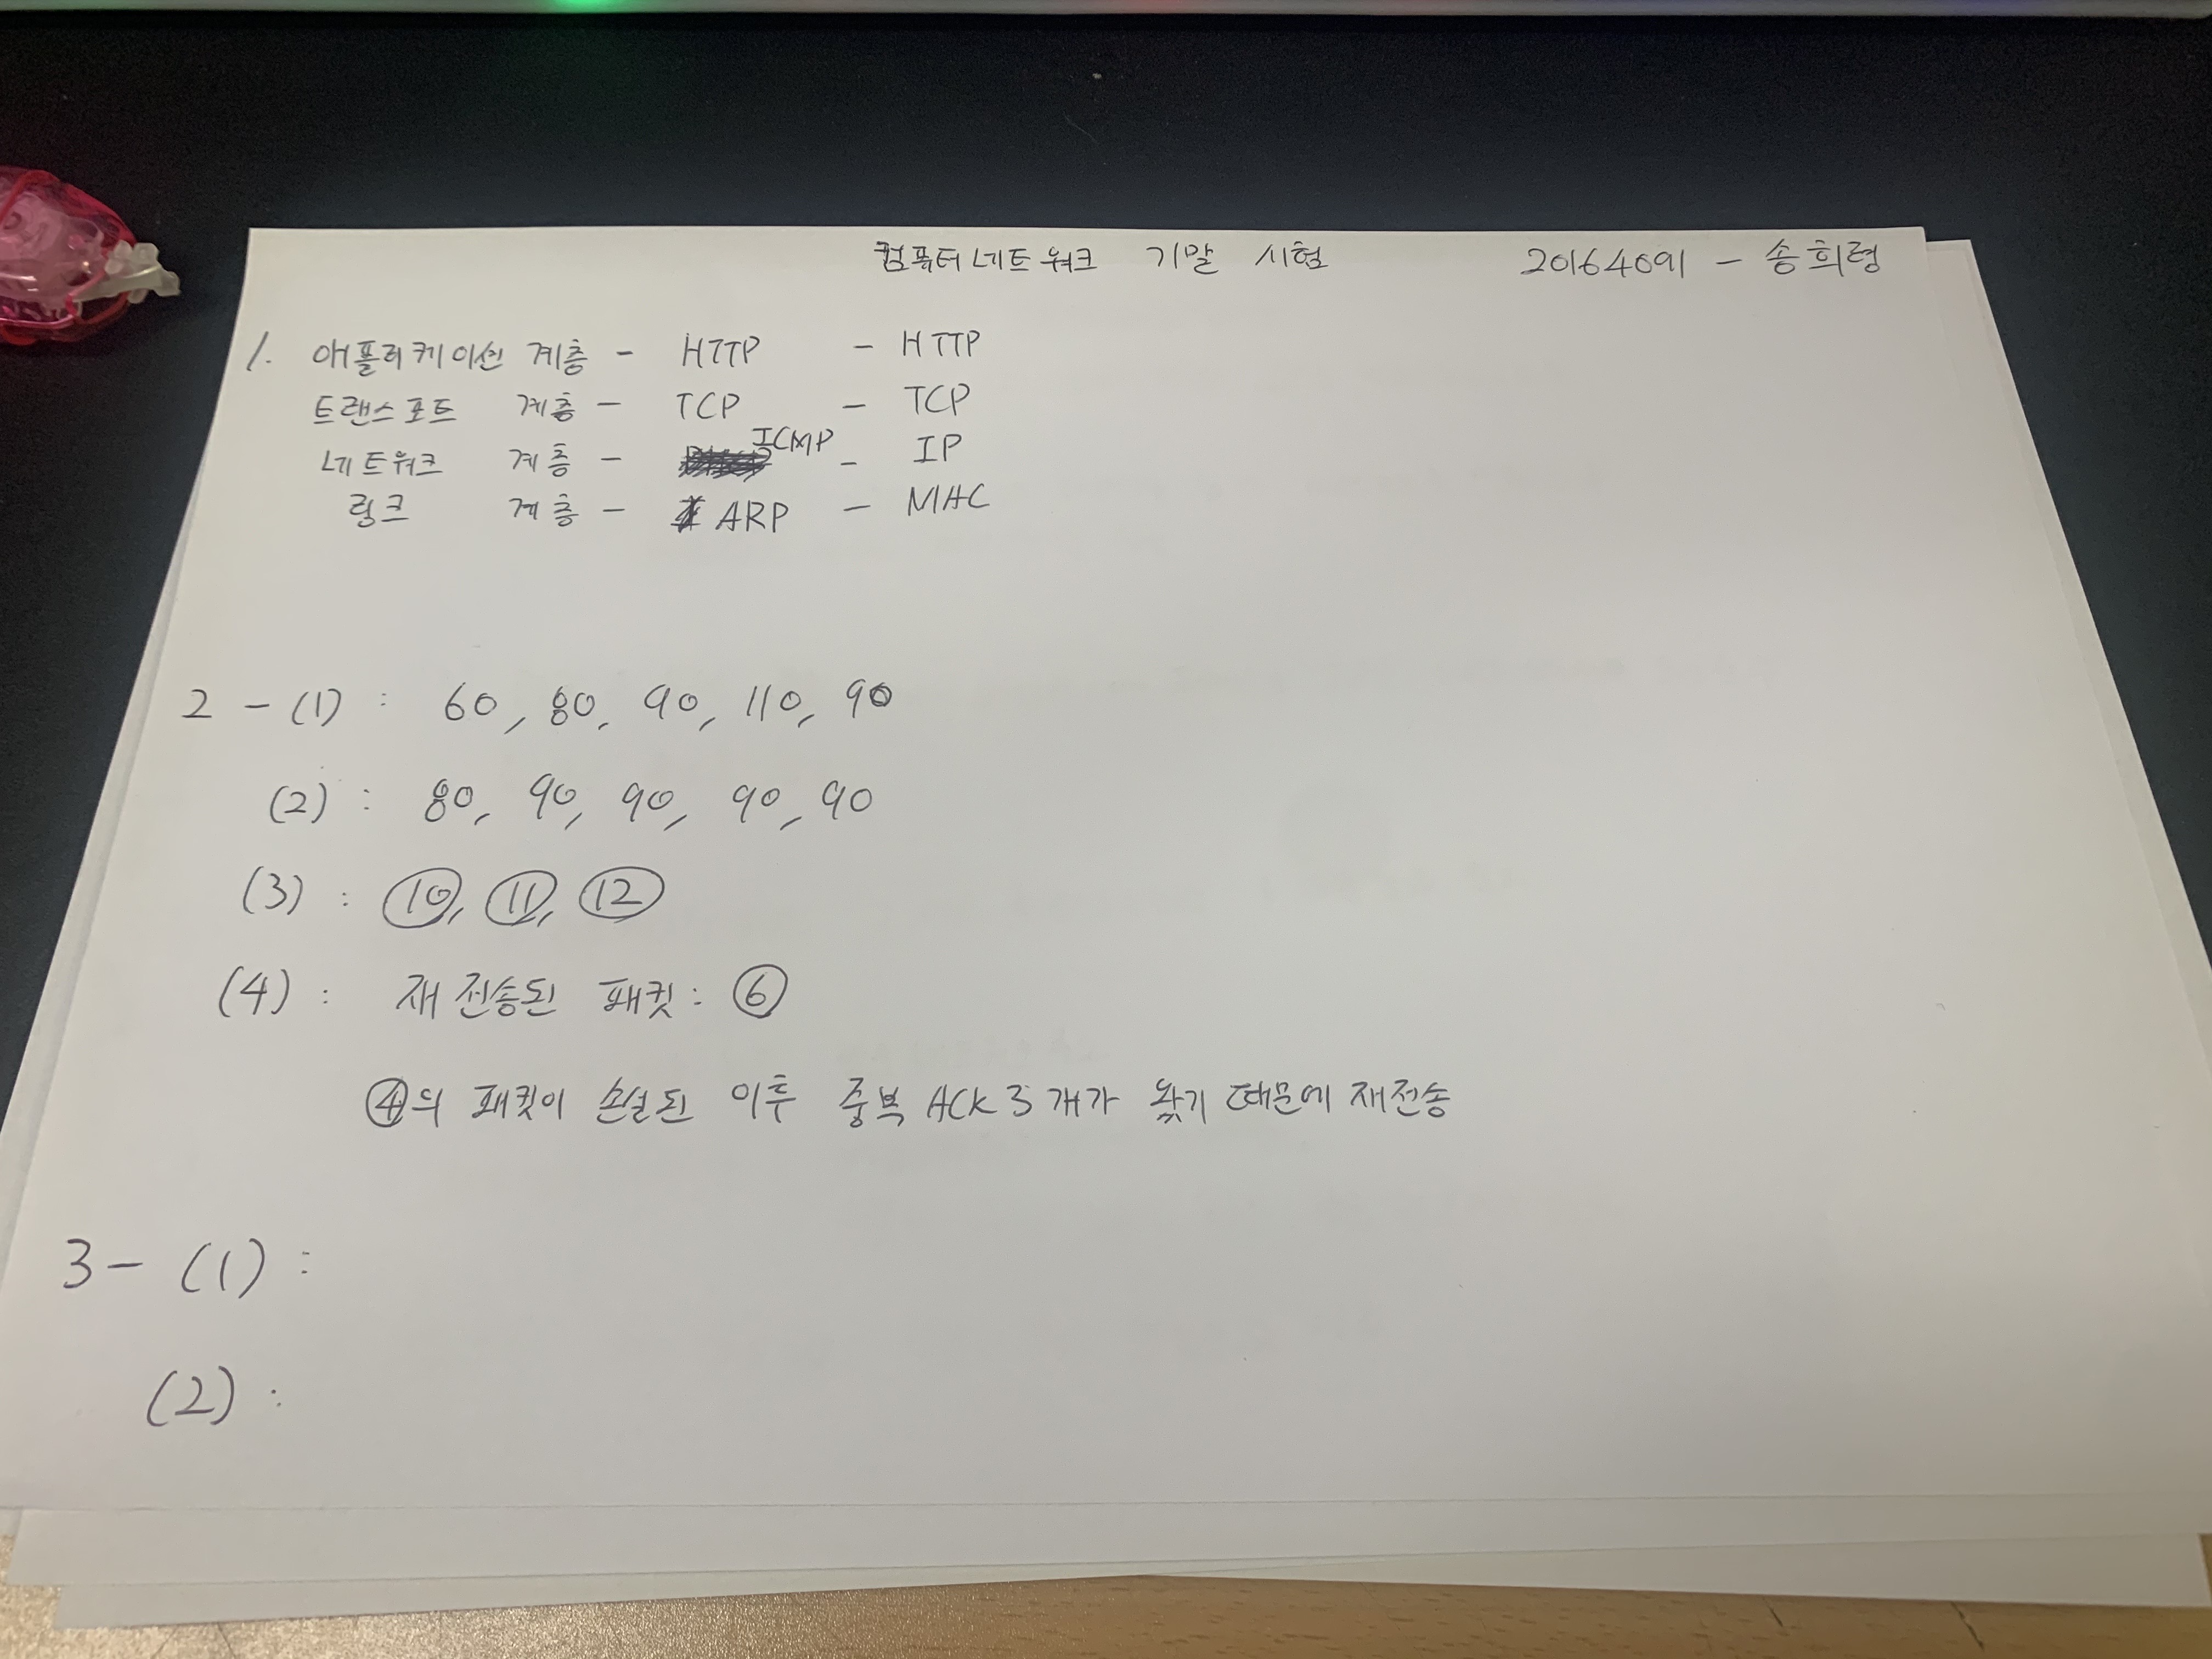 컴퓨터네트워크 기말 시험 20164091 - 송희령
1. 애플리케이션 계층 - HTTP - HTTP
트랜스포트 계층 - TCP - TCP
네트워크 계층 - ICMP - IP
링크 계층 - ARP - MAC
2 - (1) : 60, 80, 90, 110, 90
(2) : 80, 90, 90, 90, 90
(3) : ⑩, ⑪, ⑫
(4) : 재전송된 패킷 : ⑥
④의 패킷이 손실된 이후 중복 ACK 3개가 왔기 때문에 재전송
3 - (1) :
(2) :